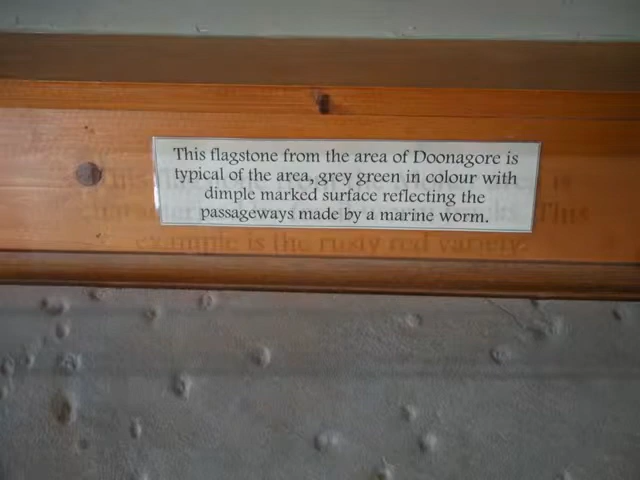 This flagstone from the area of Doonagore is
typical of the area, grey green in colour with
dimple marked surface reflecting the
passageways made by a marine worm.
This
example is the rusty red variety.